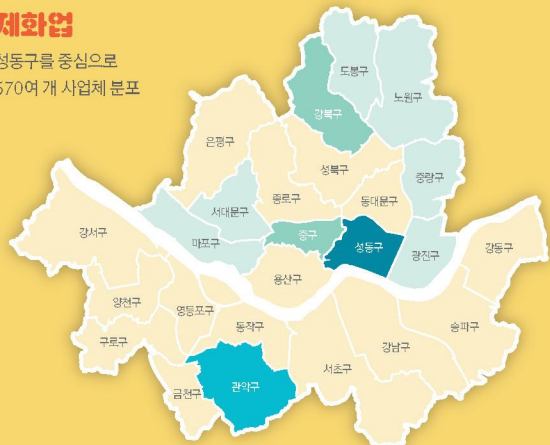 제화업
성동구를 중심으로
570여 개 사업체 분포
도봉구
노원구
강북구
은평구
성북구
중랑구
서대문구
종로구
동대문구
강서구
마포구
중구
성동구
광진구
강동구
용산구
양천구
영등포구
동작구
송파구
구로구
강남구
서초구
금천구
관악구